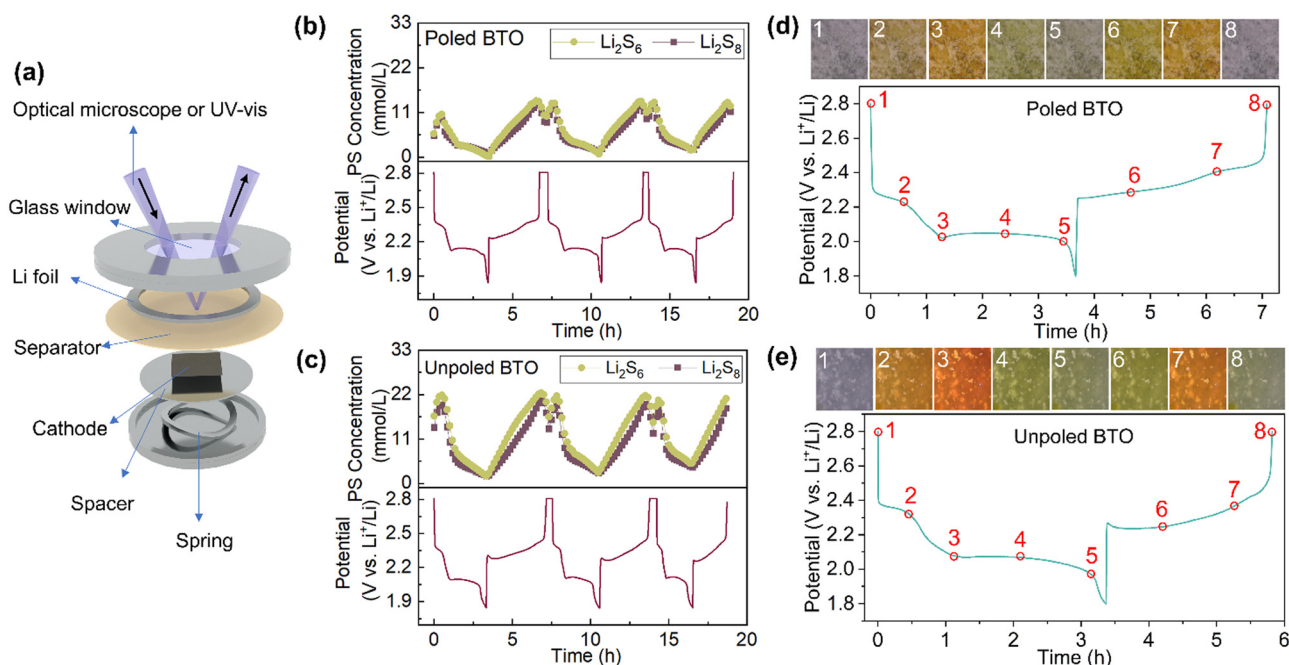 (a)
Optical microscope or UV-vis
Glass window
Li foil
Separator
Cathode
Spacer
Spring
(b)
Poled BTO
Li₂S₆
Li₂S₈
PS Concentration
(mmol/L)
33
22
11
0
Potential
(V vs. Li⁺/Li)
2.8
2.5
2.2
1.9
0 5 10 15 20
Time (h)
(c)
Unpoled BTO
Li₂S₆
Li₂S₈
PS Concentration
(mmol/L)
33
22
11
0
Potential
(V vs. Li⁺/Li)
2.8
2.5
2.2
1.9
0 5 10 15 20
Time (h)
(d)
1 2 3 4 5 6 7 8
Poled BTO
Potential (V vs. Li⁺/Li)
2.8
2.6
2.4
2.2
2.0
1.8
1 2 3 4 5 6 7 8
0 1 2 3 4 5 6 7
Time (h)
(e)
1 2 3 4 5 6 7 8
Unpoled BTO
Potential (V vs. Li⁺/Li)
2.8
2.6
2.4
2.2
2.0
1.8
1 2 3 4 5 6 7 8
0 1 2 3 4 5 6
Time (h)